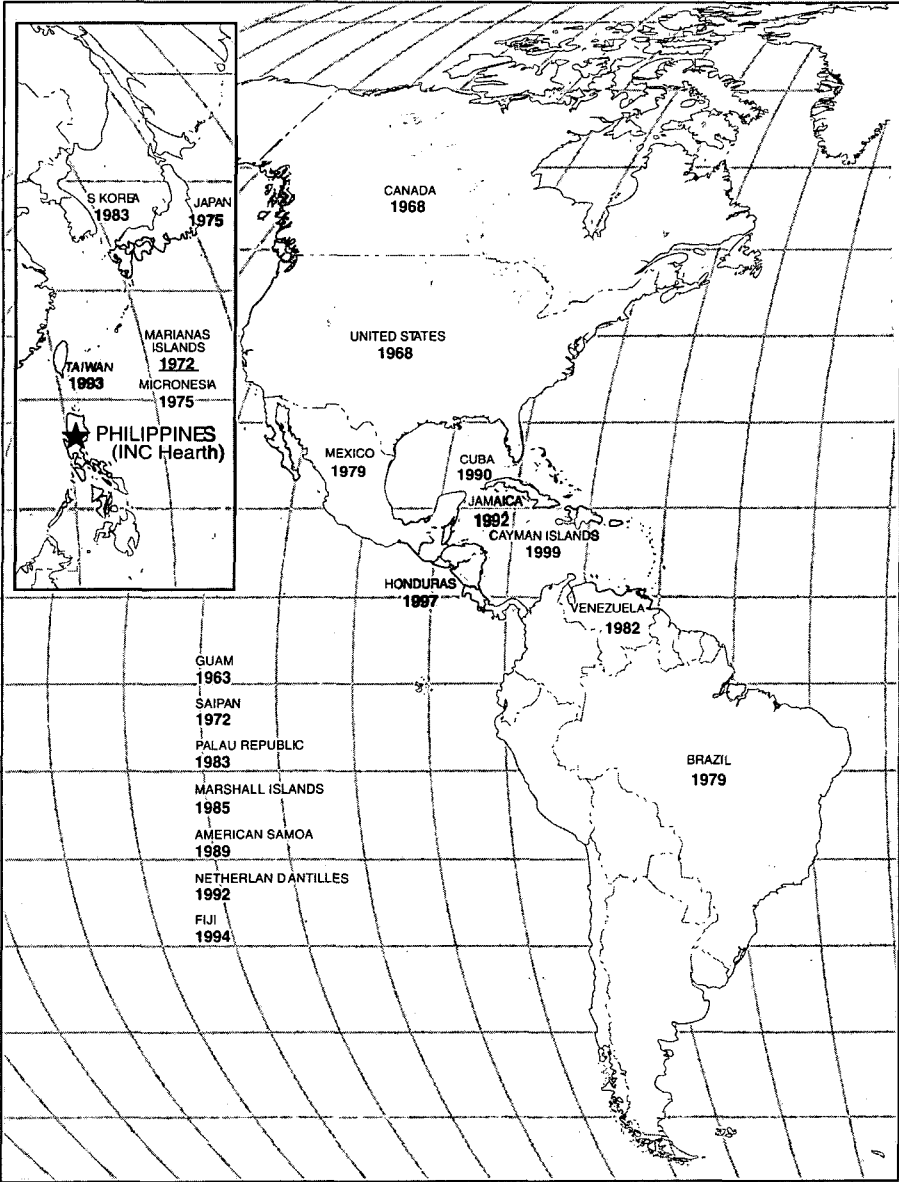 S KOREA
1983
JAPAN
1975
MARIANAS
ISLANDS
1972
TAIWAN
1993
MICRONESIA
1975
PHILIPPINES
(INC Hearth)
CANADA
1968
UNITED STATES
1968
MEXICO
1979
CUBA
1990
JAMAICA
1992
CAYMAN ISLANDS
1999
HONDURAS
1997
VENEZUELA
1982
BRAZIL
1979
GUAM
1963
SAIPAN
1972
PALAU REPUBLIC
1983
MARSHALL ISLANDS
1985
AMERICAN SAMOA
1989
NETHERLAN D ANTILLES
1992
FIJI
1994